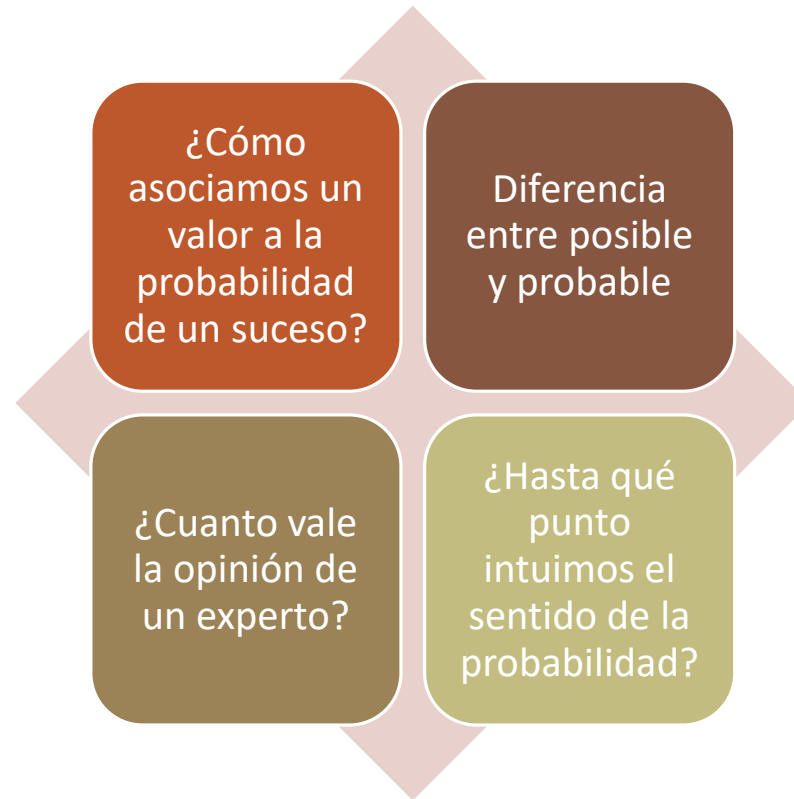 ¿Cómo
asociamos un
valor a la
probabilidad
de un suceso?
Diferencia
entre posible
y probable
¿Cuanto vale
la opinión de
un experto?
¿Hasta qué
punto
intuimos el
sentido de la
probabilidad?